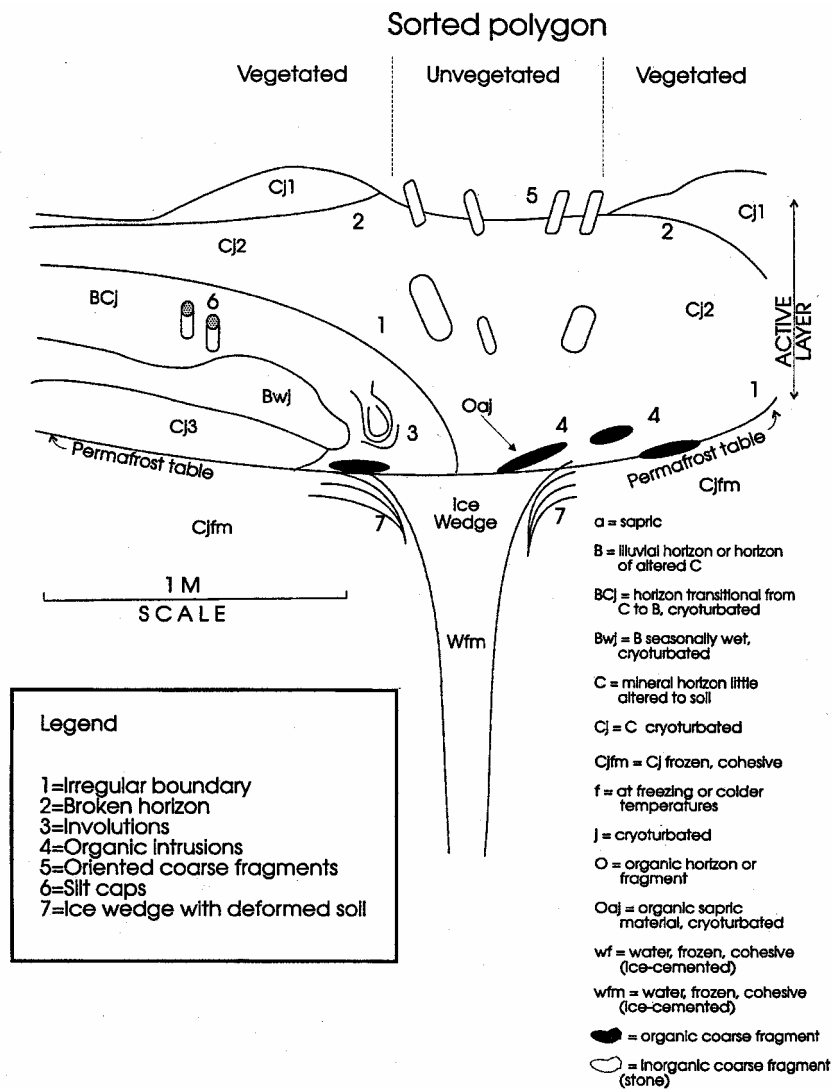 Sorted polygon
Vegetated
Unvegetated
Vegetated
Cj1
5
Cj1
2
2
Cj2
BCj
6
1
Cj2
ACTIVE
LAYER
Bwj
Oaj
1
Cj3
3
4
4
Permafrost table
Permafrost table
Cjfm
Ice
Wedge
7
7
Cjfm
1 M
SCALE
Wfm
a = sapric
B = illuvial horizon or horizon
of altered C
BCj = horizon transitional from
C to B, cryoturbated
Bwj = B seasonally wet,
cryoturbated
C = mineral horizon little
altered to soil
Cj = C cryoturbated
Cjfm = Cj frozen, cohesive
f = at freezing or colder
temperatures
j = cryoturbated
O = organic horizon or
fragment
Oaj = organic sapric
material, cryoturbated
wf = water, frozen, cohesive
(ice-cemented)
wfm = water, frozen, cohesive
(ice-cemented)
= organic coarse fragment
= inorganic coarse fragment
(stone)
Legend
1=Irregular boundary
2=Broken horizon
3=Involutions
4=Organic intrusions
5=Oriented coarse fragments
6=Silt caps
7=Ice wedge with deformed soil